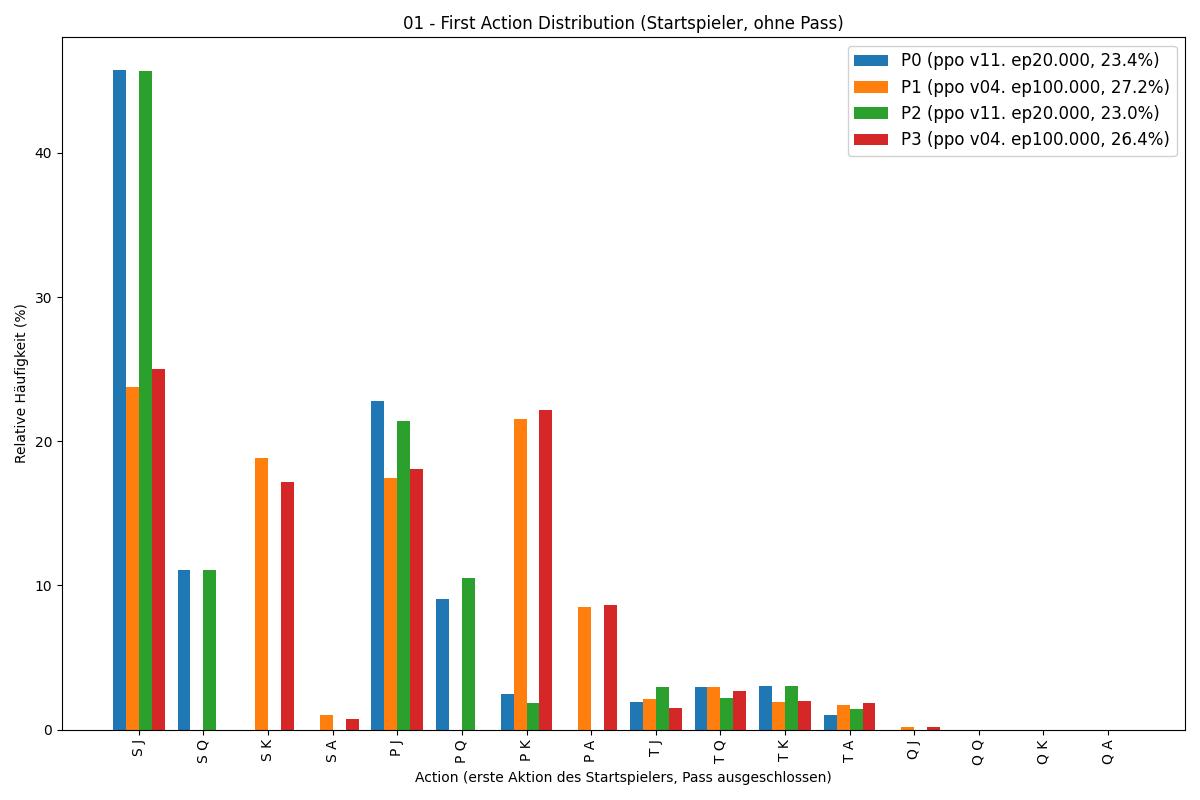 01 - First Action Distribution (Startspieler, ohne Pass)
P0 (ppo v11. ep20.000, 23.4%)
P1 (ppo v04. ep100.000, 27.2%)
P2 (ppo v11. ep20.000, 23.0%)
P3 (ppo v04. ep100.000, 26.4%)
Relative Häufigkeit (%)
40
30
20
10
0
S J
S Q
S K
S A
P J
P Q
P K
P A
T J
T Q
T K
T A
Q J
Q Q
Q K
Q A
Action (erste Aktion des Startspielers, Pass ausgeschlossen)